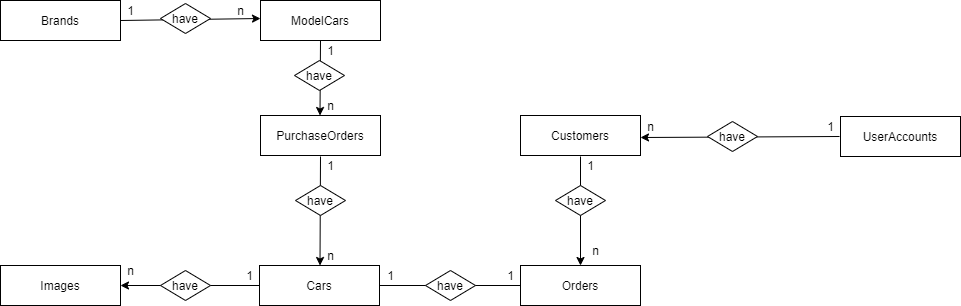 Brands
1
have
n
ModelCars
1
have
n
PurchaseOrders
1
have
n
Customers
n
have
1
UserAccounts
1
have
n
Images
n
have
1
Cars
1
have
1
Orders